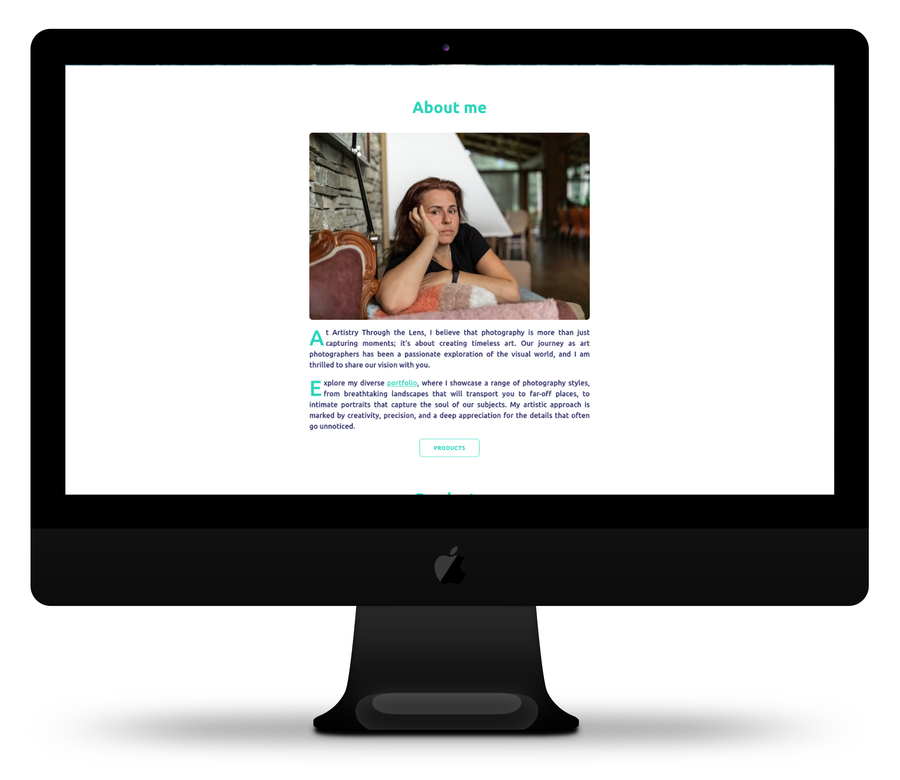 About me
At Artistry Through the Lens, I believe that photography is more than just
capturing moments; it's about creating timeless art. Our journey as art
photographers has been a passionate exploration of the visual world, and I am
thrilled to share our vision with you.
Explore my diverse portfolio, where I showcase a range of photography styles,
from breathtaking landscapes that will transport you to far-off places, to
intimate portraits that capture the soul of our subjects. My artistic approach is
marked by creativity, precision, and a deep appreciation for the details that often
go unnoticed.
PRODUCTS